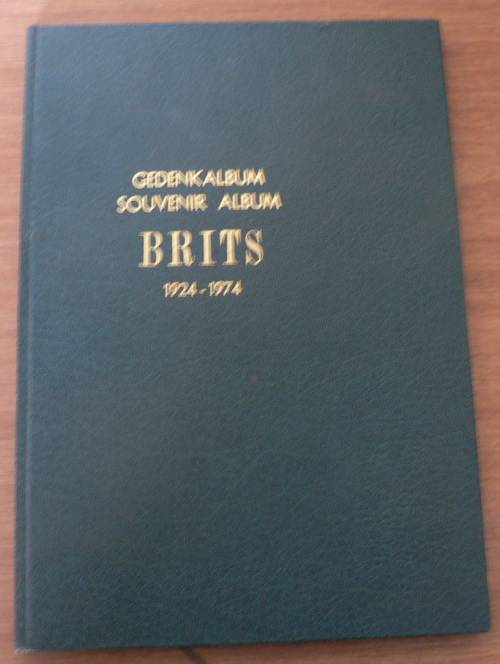 GEDENKALBUM
SOUVENIR ALBUM
BRITS
1924-1974